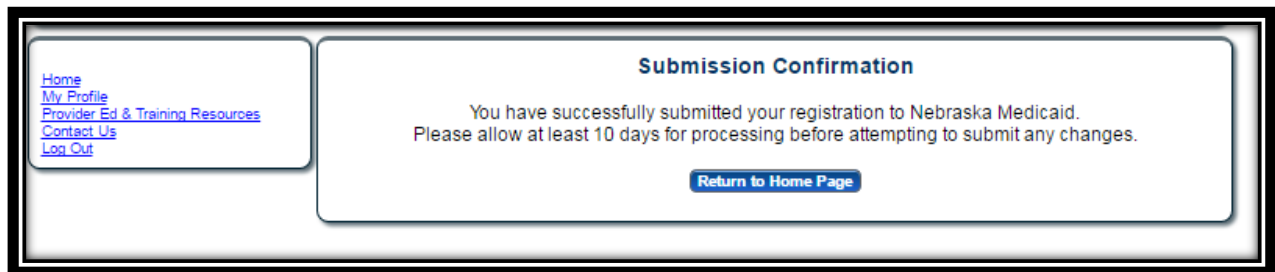 Home
My Profile
Provider Ed & Training Resources
Contact Us
Log Out
Submission Confirmation
You have successfully submitted your registration to Nebraska Medicaid.
Please allow at least 10 days for processing before attempting to submit any changes.
Return to Home Page